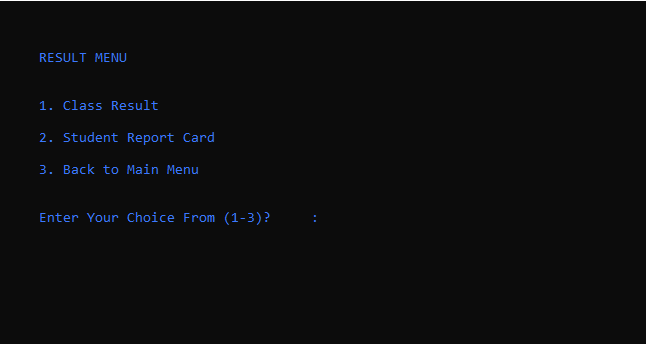 RESULT MENU
1. Class Result
2. Student Report Card
3. Back to Main Menu
Enter Your Choice From (1-3)?     :